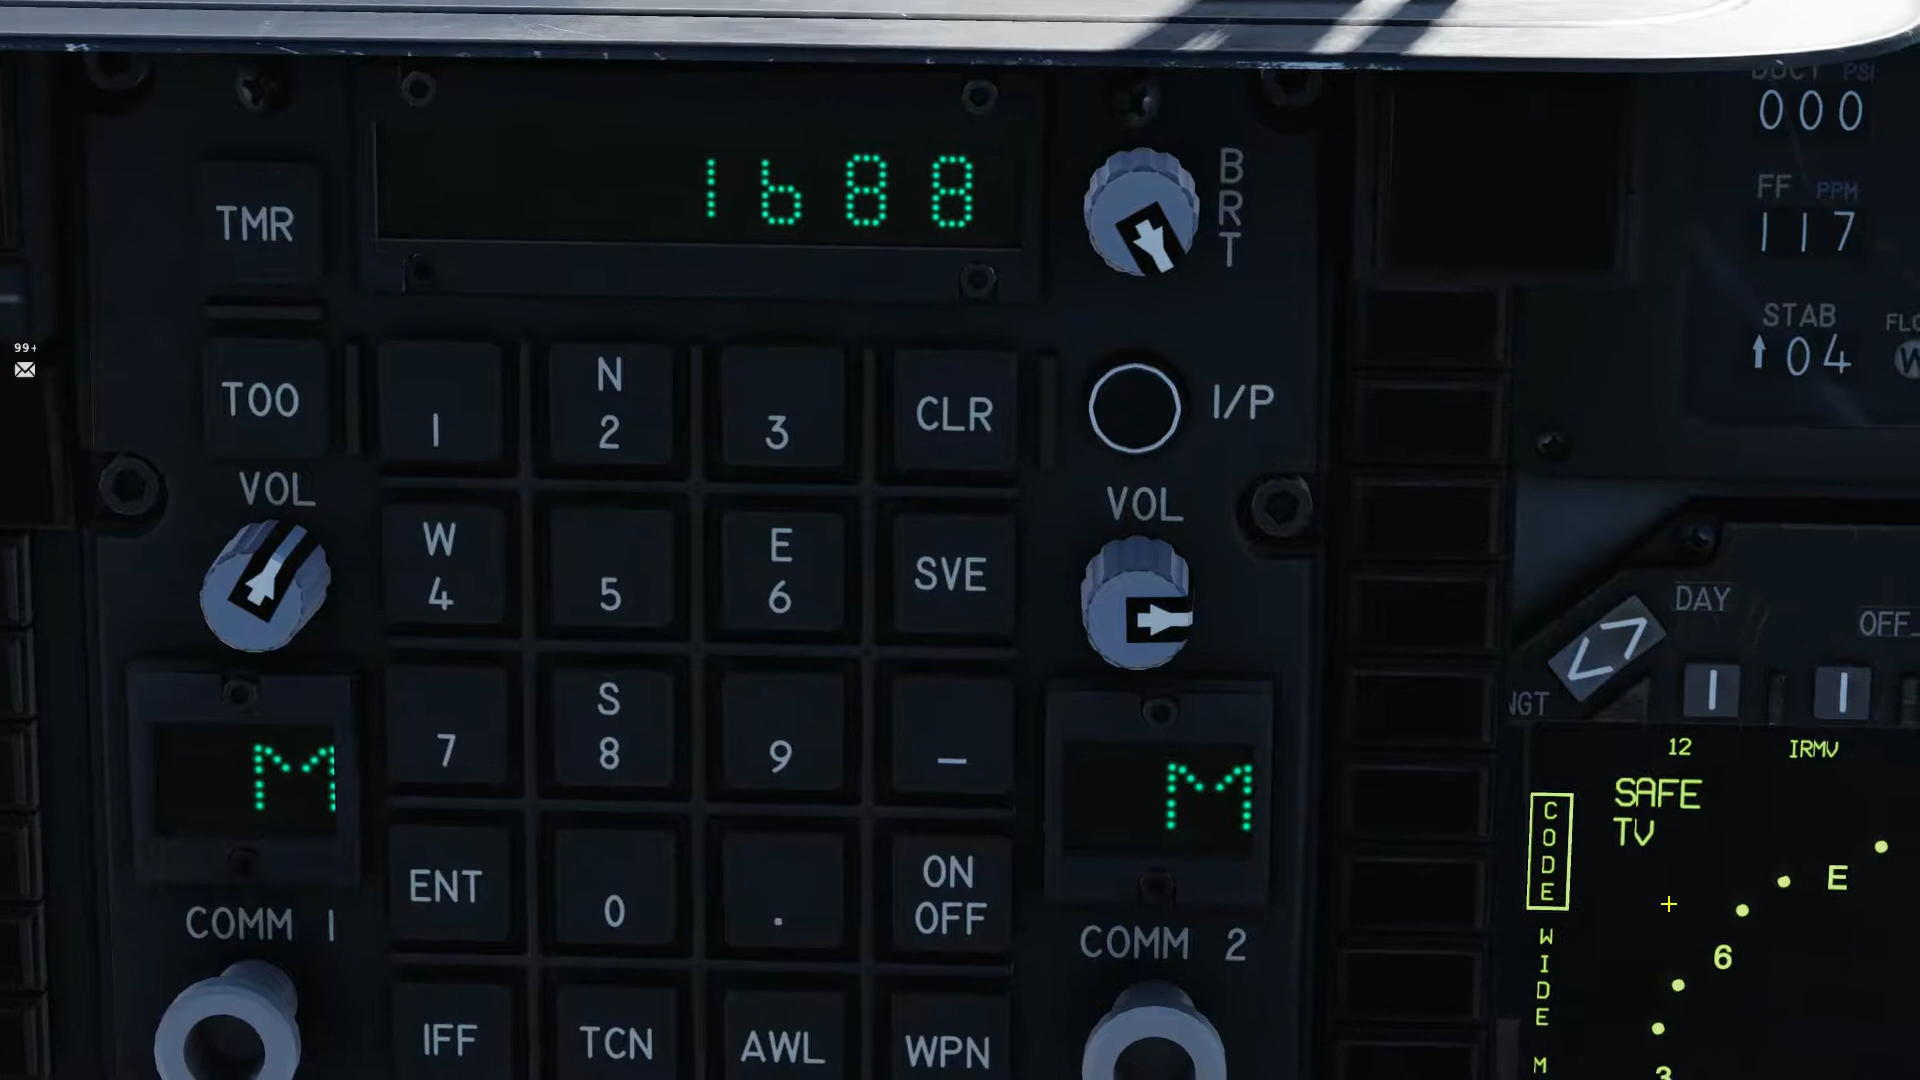 DUCT PSI
000
1688
BRT
TMR
FF PPM
117
STAB
↑04
99+
TOO
1
N
2
3
CLR
I/P
VOL
W
4
5
E
6
SVE
VOL
DAY
OFF
7
S
8
9
–
M
M
12
IRMV
SAFE
TV
CODE
E
ENT
0
.
ON
OFF
COMM 1
COMM 2
WIDE
6
IFF
TCN
AWL
WPN
M
3